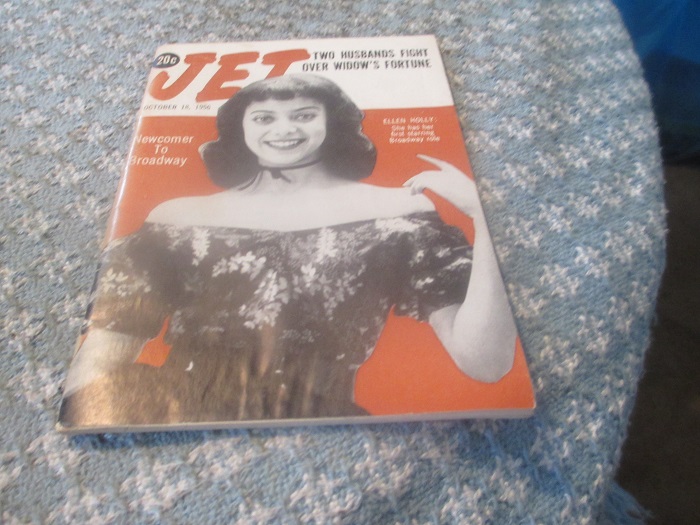 20¢
JET
TWO HUSBANDS FIGHT
OVER WIDOW'S FORTUNE
OCTOBER 18, 1956
Newcomer
To
Broadway
ELLEN HOLLY:
She has her
first starring
Broadway role